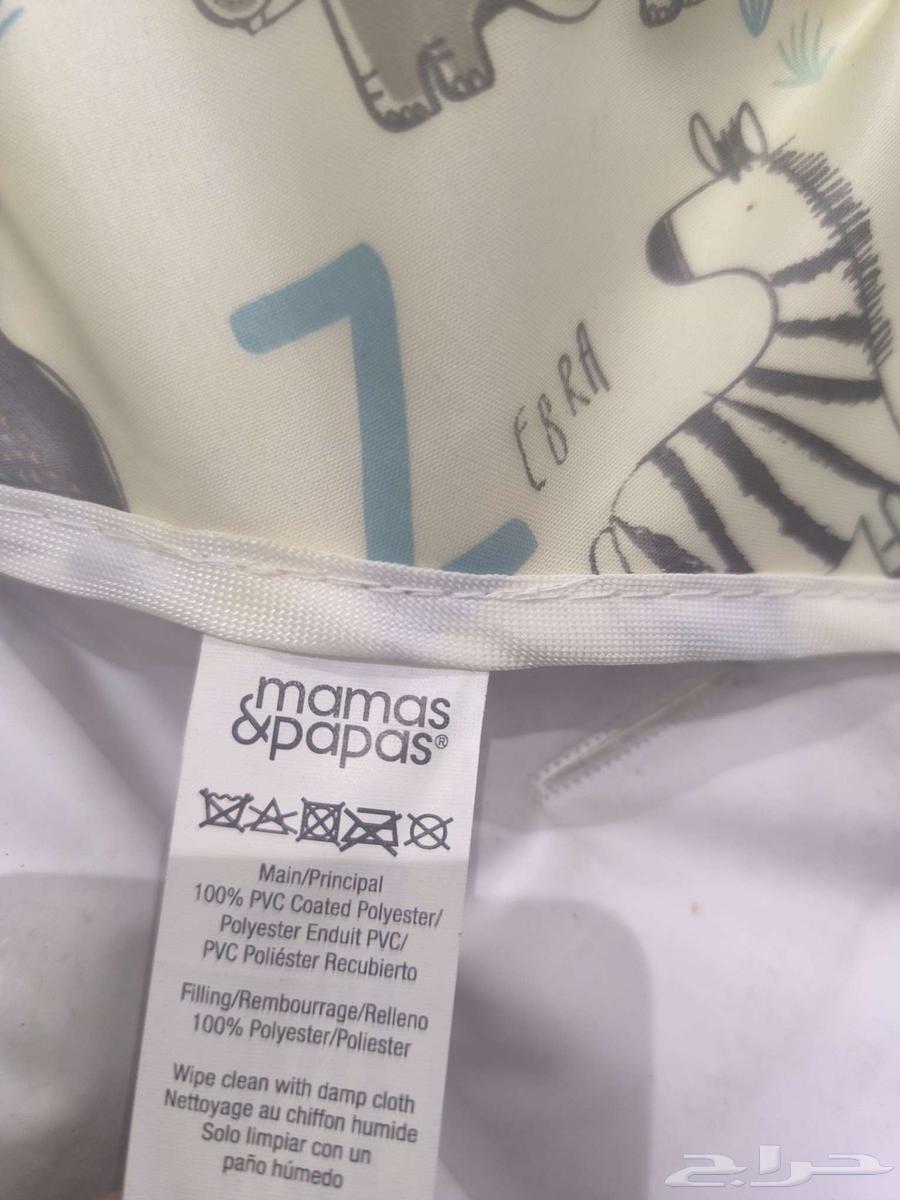 Z
EBRA
mamas
&papas®
Main/Principal
100% PVC Coated Polyester/
Polyester Enduit PVC/
PVC Poliéster Recubierto
Filling/Rembourrage/Relleno
100% Polyester/Poliester
Wipe clean with damp cloth
Nettoyage au chiffon humide
Solo limpiar con un
paño húmedo
حراج